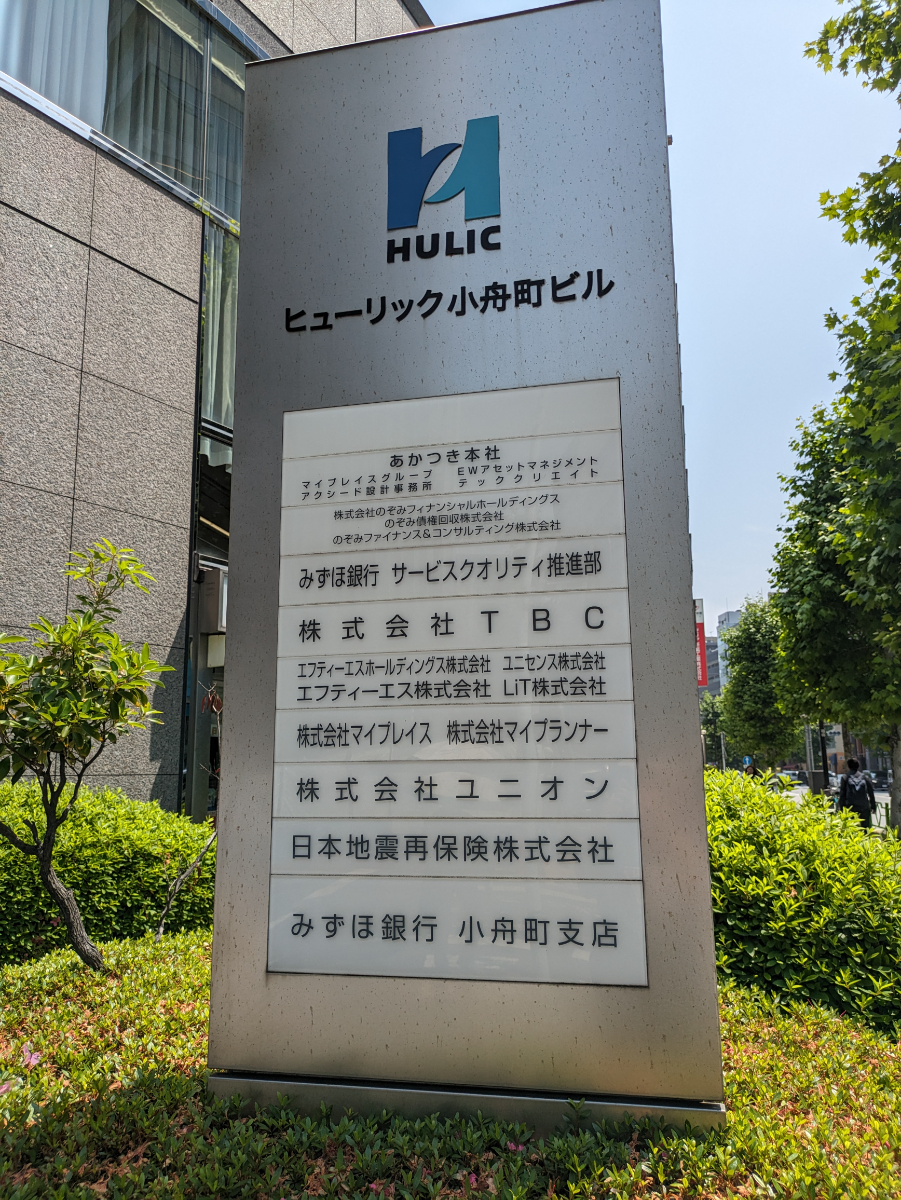 HULIC
ヒューリック小舟町ビル
あかつき本社
マイプレイスグループ EWアセットマネジメント
アクシード設計事務所 テッククリエイト
株式会社のぞみフィナンシャルホールディングス
のぞみ債権回収株式会社
のぞみファイナンス&コンサルティング株式会社
みずほ銀行 サービスクオリティ推進部
株式会社TBC
エフティーエスホールディングス株式会社 ユニセンス株式会社
エフティーエス株式会社 LiT株式会社
株式会社マイプレイス 株式会社マイプランナー
株式会社ユニオン
日本地震再保険株式会社
みずほ銀行 小舟町支店